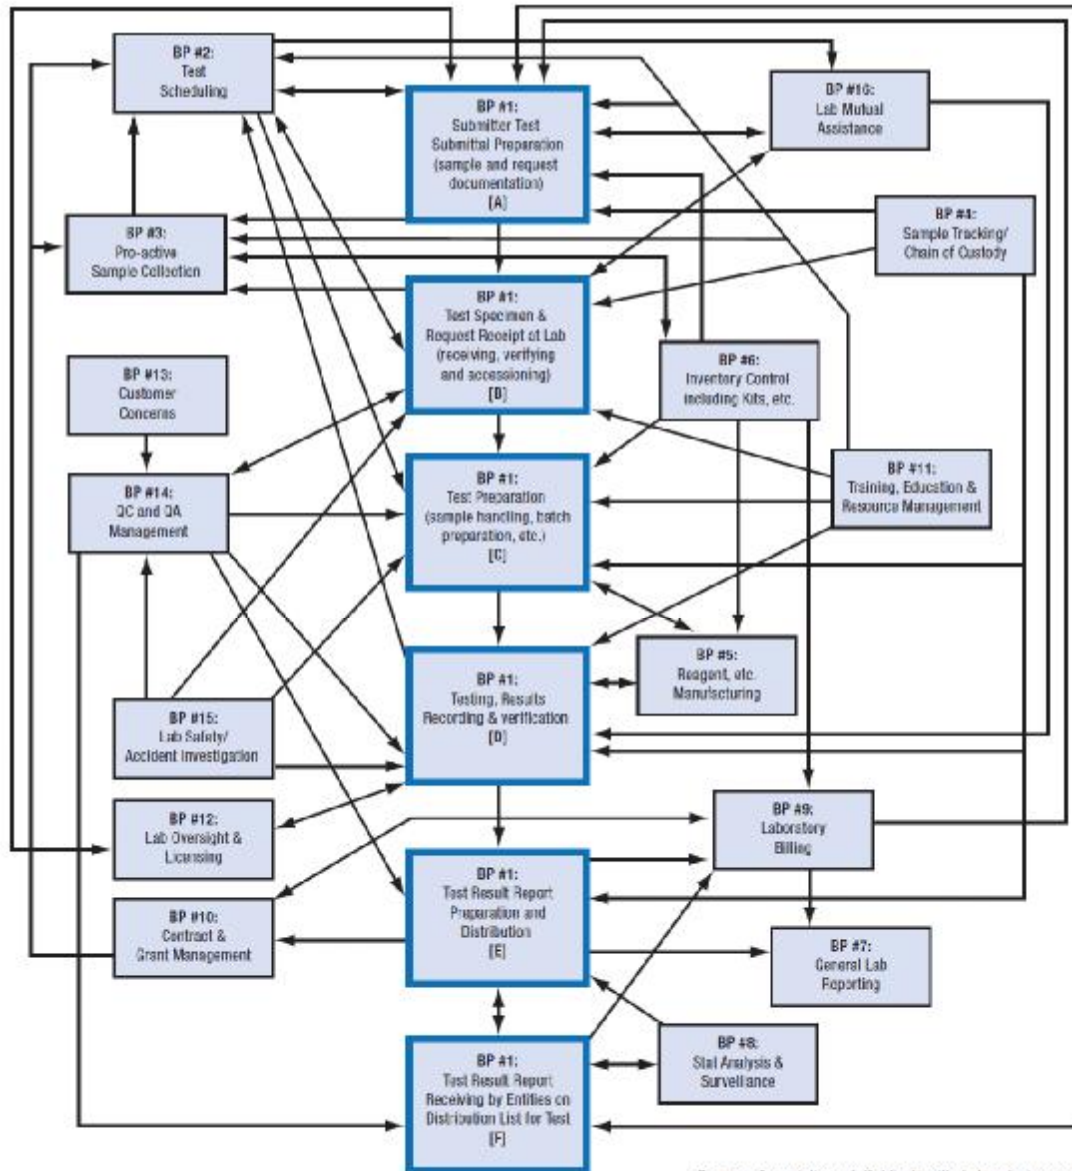 BP #2:
Test
Scheduling
BP #1:
Submitter Test
Submittal Preparation
(sample and request
documentation)
[A]
BP #16:
Lab Mutual
Assistance
BP #3:
Pro-active
Sample Collection
BP #4:
Sample Tracking/
Chain of Custody
BP #1:
Test Specimen &
Request Receipt at Lab
(receiving, verifying
and accessioning)
[B]
BP #13:
Customer
Concerns
BP #6:
Inventory Control
including Kits, etc.
BP #14:
QC and QA
Management
BP #1:
Test Preparation
(sample handling, batch
preparation, etc.)
[C]
BP #11:
Training, Education &
Resource Management
BP #15:
Lab Safety/
Accident Investigation
BP #1:
Testing, Results
Recording & verification
[D]
BP #5:
Reagent, etc.
Manufacturing
BP #12:
Lab Oversight &
Licensing
BP #9:
Laboratory
Billing
BP #10:
Contract &
Grant Management
BP #1:
Test Result Report
Preparation and
Distribution
[E]
BP #7:
General Lab
Reporting
BP #1:
Test Result Report
Receiving by Entities on
Distribution List for Test
[F]
BP #8:
Stat Analysis &
Surveillance